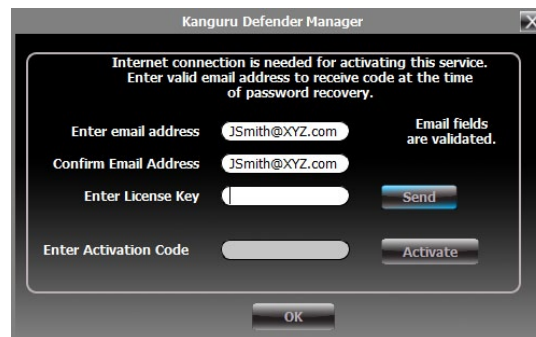 Kanguru Defender Manager
X
Internet connection is needed for activating this service.
Enter valid email address to receive code at the time
of password recovery.
Enter email address
JSmith@XYZ.com
Email fields
are validated.
Confirm Email Address
JSmith@XYZ.com
Enter License Key
Send
Enter Activation Code
Activate
OK